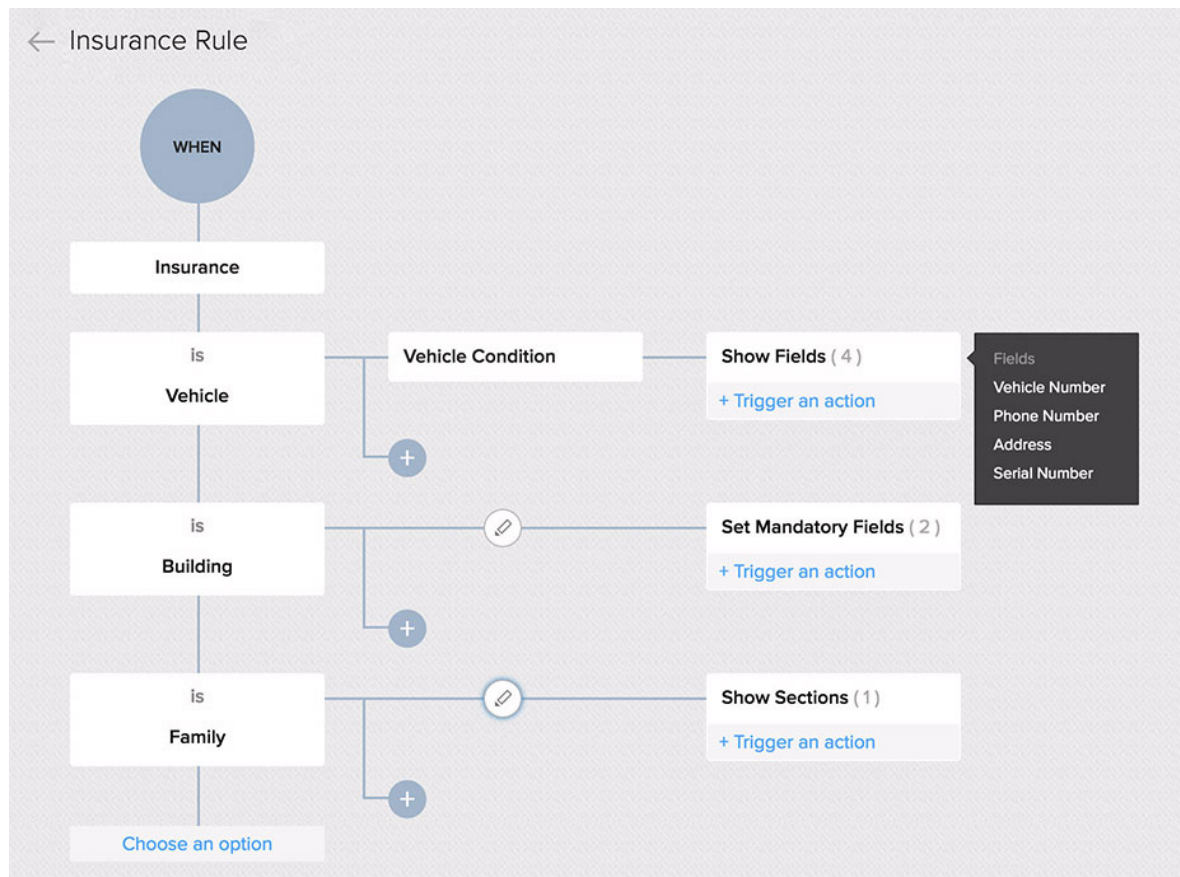 Insurance Rule
WHEN
Insurance
is
Vehicle
Vehicle Condition
Show Fields ( 4 )
+ Trigger an action
Fields
Vehicle Number
Phone Number
Address
Serial Number
is
Building
Set Mandatory Fields ( 2 )
+ Trigger an action
is
Family
Show Sections ( 1 )
+ Trigger an action
Choose an option